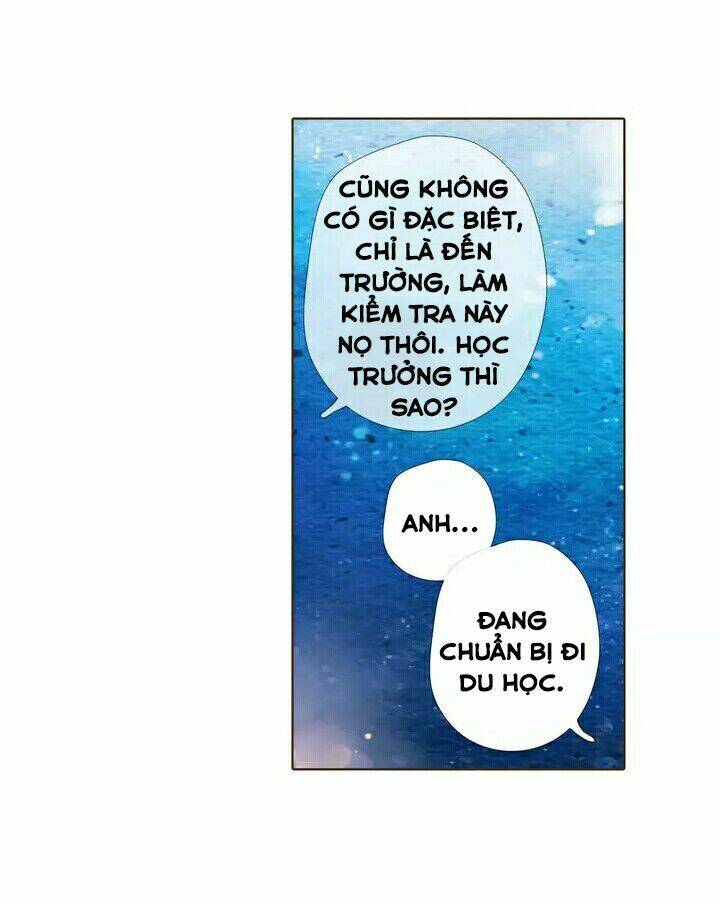 CŨNG KHÔNG
CÓ GÌ ĐẶC BIỆT,
CHỈ LÀ ĐẾN
TRƯỜNG, LÀM
KIỂM TRA NÀY
NỌ THÔI. HỌC
TRƯỞNG THÌ
SAO?
ANH...
ĐANG
CHUẨN BỊ ĐI
DU HỌC.